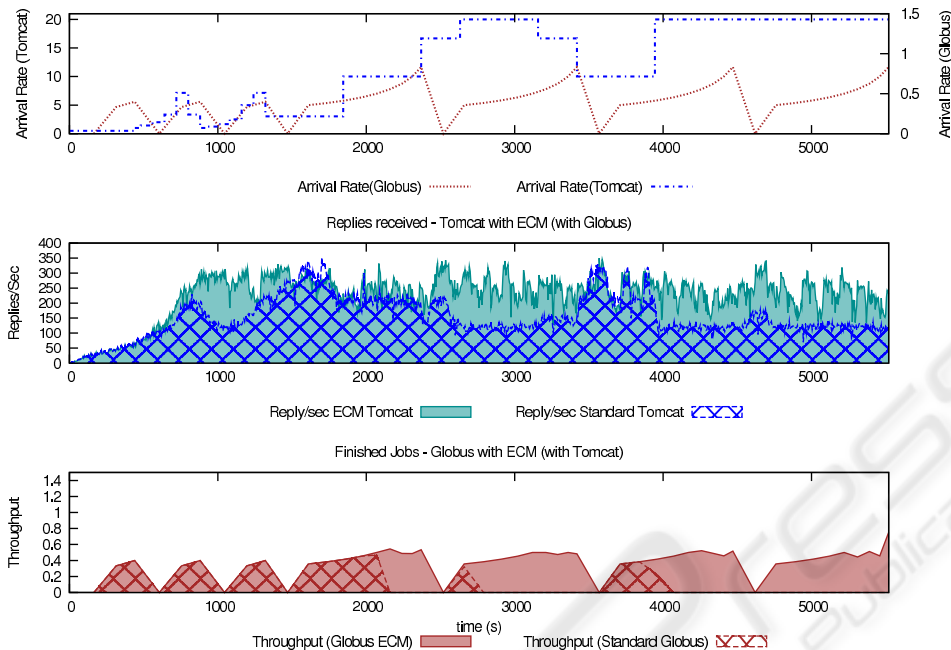 20
15
10
5
0
Arrival Rate (Tomcat)
1.5
1
0.5
0
Arrival Rate (Globus)
0 1000 2000 3000 4000 5000
Arrival Rate(Globus) Arrival Rate(Tomcat)
Replies received - Tomcat with ECM (with Globus)
400
350
300
250
200
150
100
50
0
Replies/Sec
0 1000 2000 3000 4000 5000
Reply/sec ECM Tomcat Reply/sec Standard Tomcat
Finished Jobs - Globus with ECM (with Tomcat)
1.4
1.2
1
0.8
0.6
0.4
0.2
0
Throughput
0 1000 2000 3000 4000 5000
time (s)
Throughput (Globus ECM) Throughput (Standard Globus)